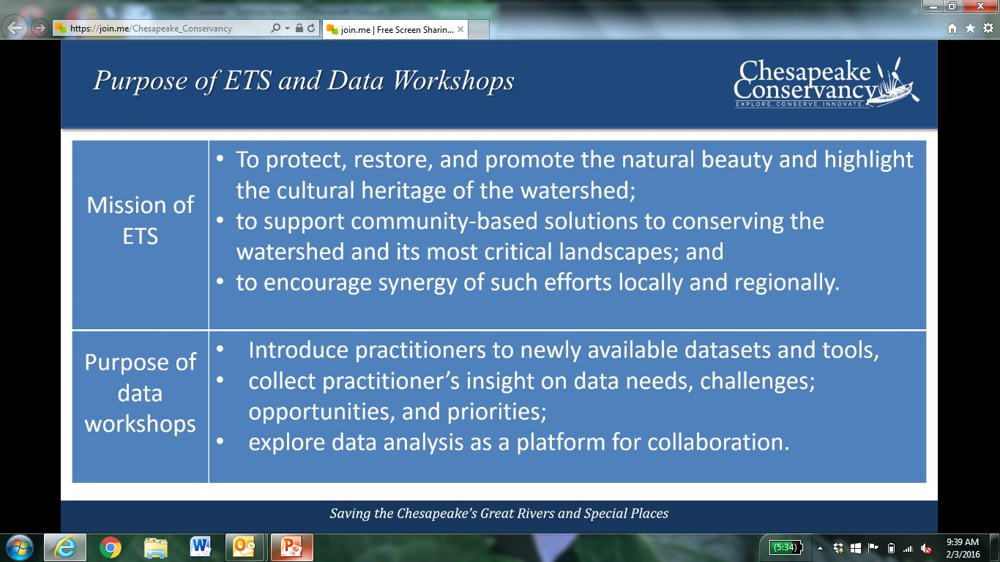 https://join.me/Chesapeake_Conservancy
join.me | Free Screen Sharin...
Purpose of ETS and Data Workshops
Chesapeake
Conservancy
EXPLORE. CONSERVE. INNOVATE.
Mission of
ETS
• To protect, restore, and promote the natural beauty and highlight
the cultural heritage of the watershed;
• to support community-based solutions to conserving the
watershed and its most critical landscapes; and
• to encourage synergy of such efforts locally and regionally.
Purpose of
data
workshops
• Introduce practitioners to newly available datasets and tools,
• collect practitioner’s insight on data needs, challenges;
opportunities, and priorities;
• explore data analysis as a platform for collaboration.
Saving the Chesapeake’s Great Rivers and Special Places
(5:34)
9:39 AM
2/3/2016